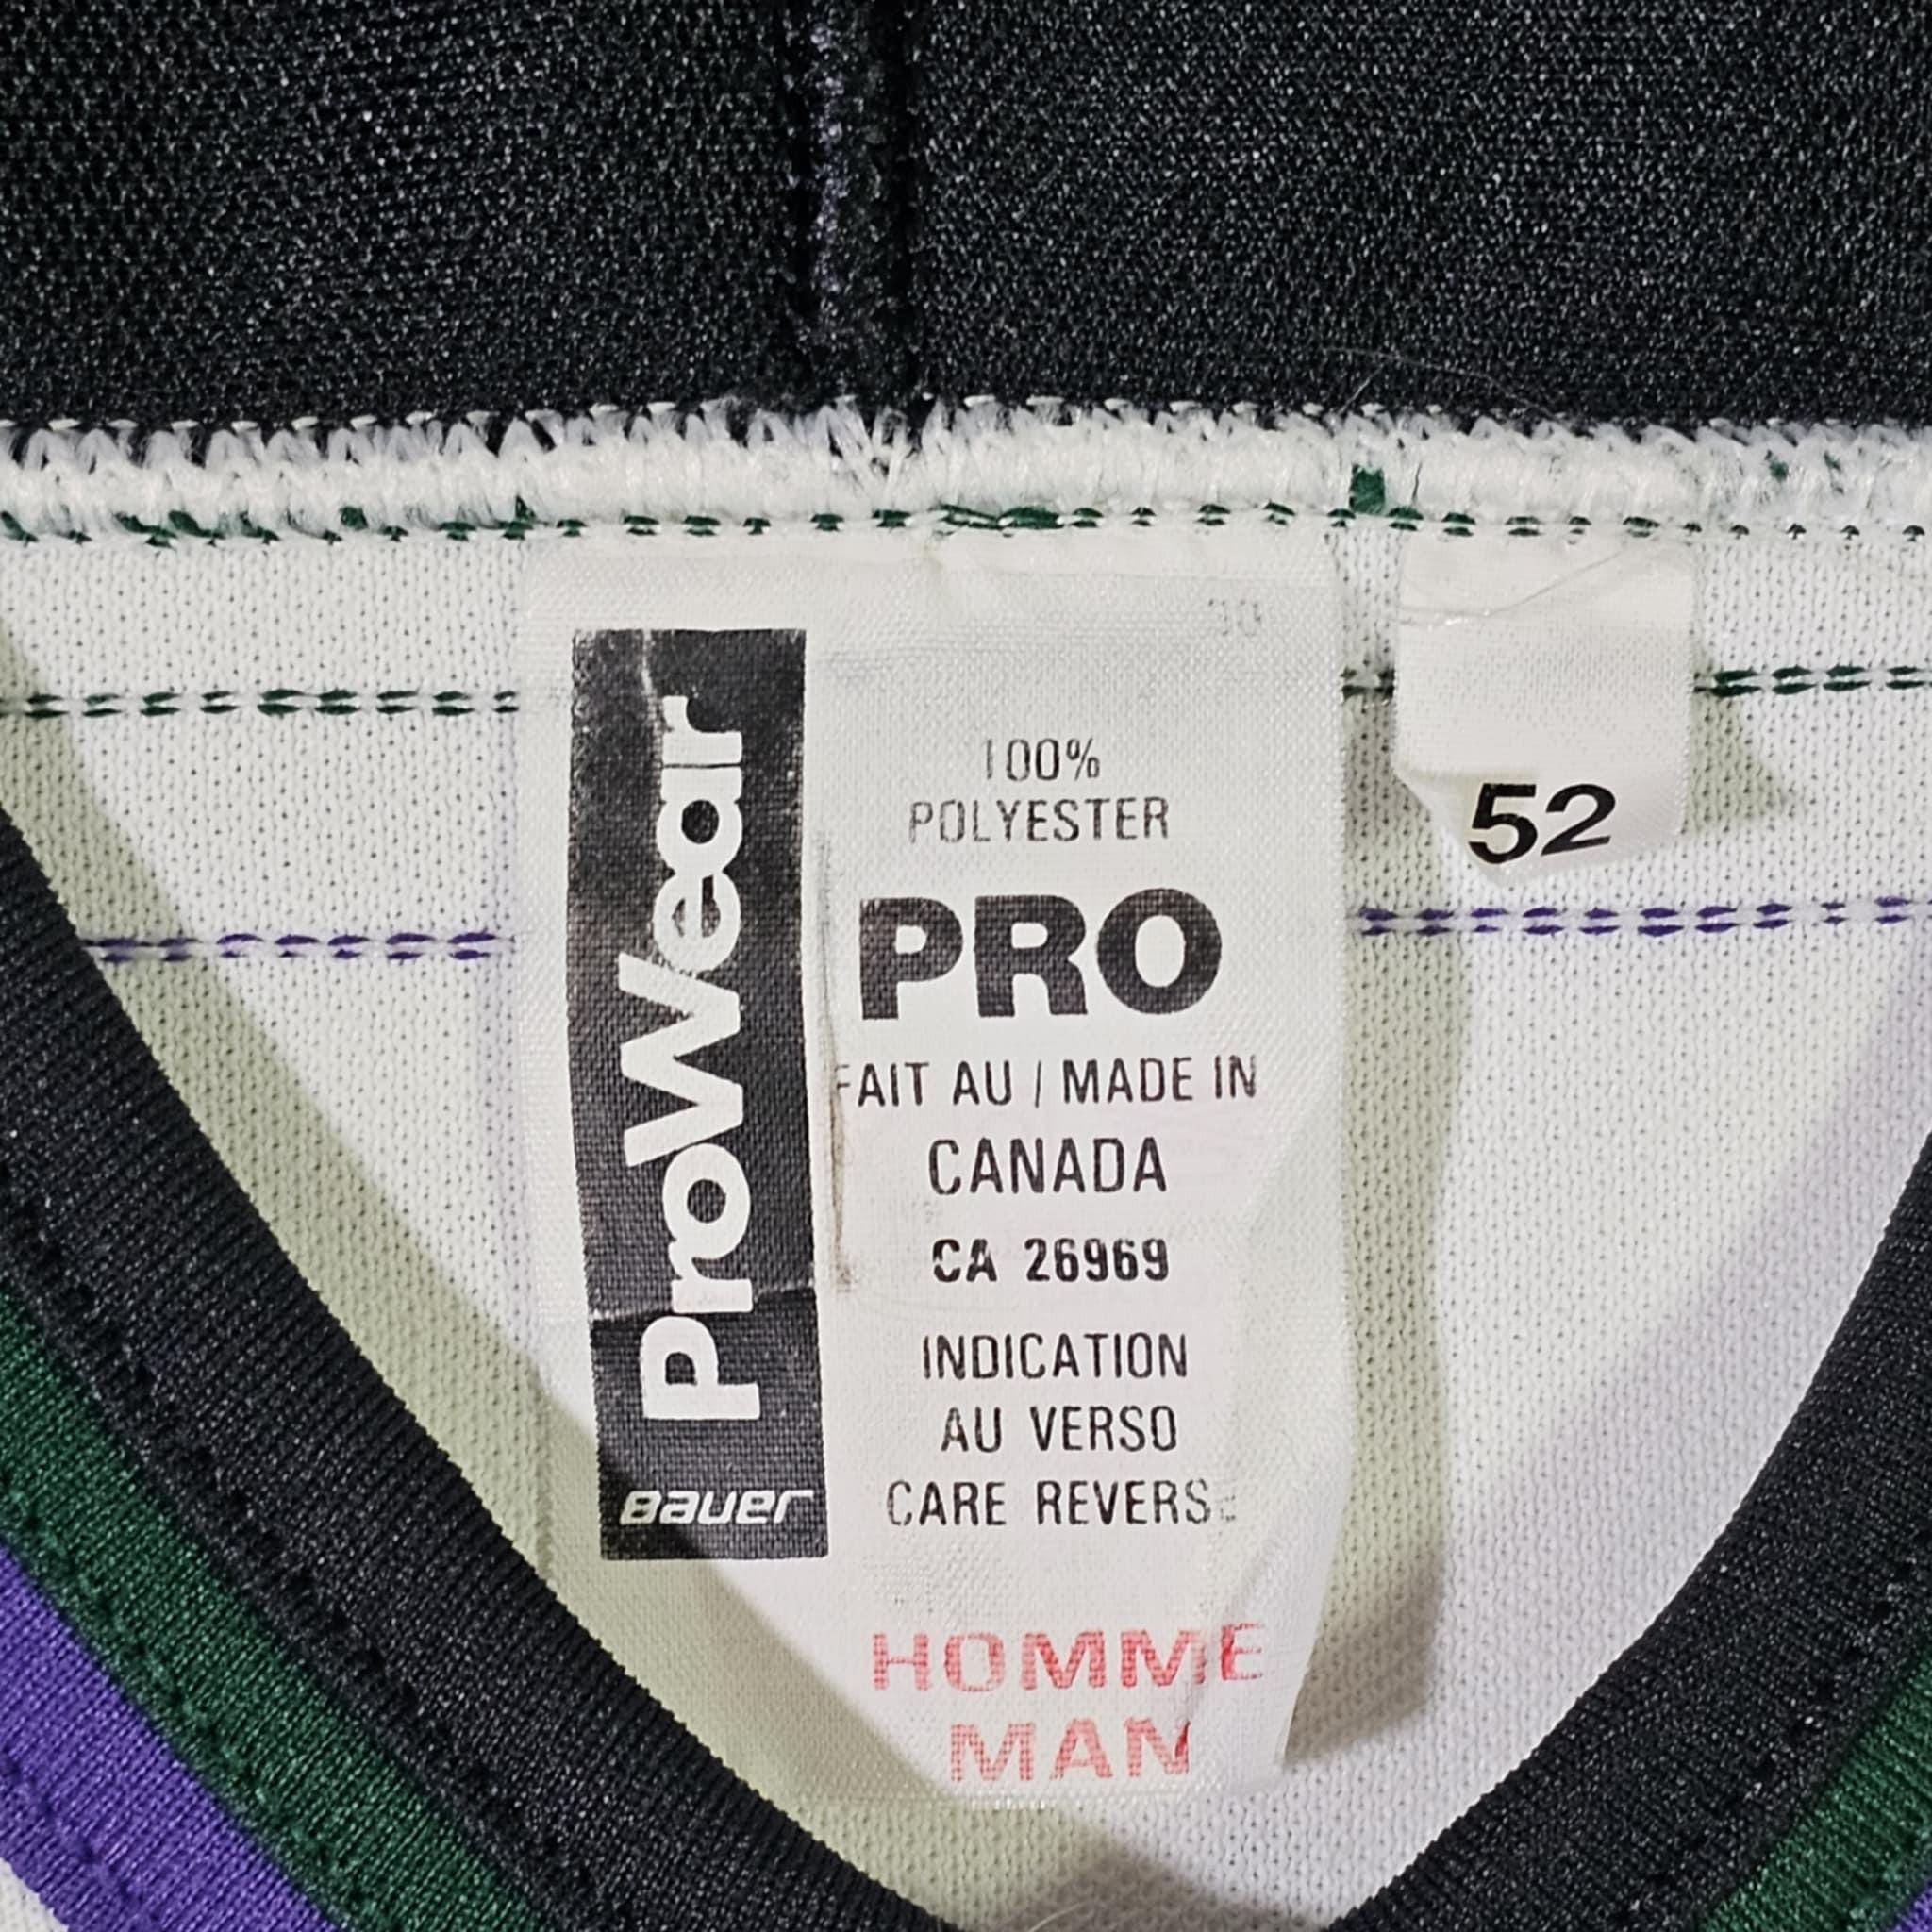 ProWear
Bauer
100%
POLYESTER
PRO
FAIT AU / MADE IN
CANADA
CA 26969
INDICATION
AU VERSO
CARE REVERSE
HOMME
MAN
52